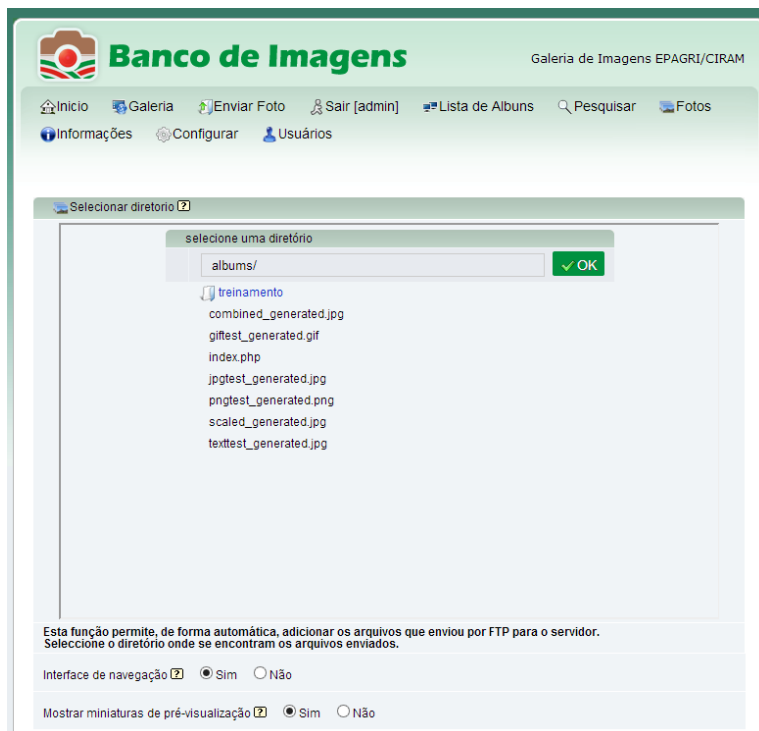 Banco de Imagens
Galeria de Imagens EPAGRI/CIRAM
Inicio Galeria Enviar Foto Sair [admin] Lista de Albuns Pesquisar Fotos
Informações Configurar Usuários
Selecionar diretorio ?
selecione uma diretório
albums/ OK
treinamento
combined_generated.jpg
giftest_generated.gif
index.php
jpgtest_generated.jpg
pngtest_generated.png
scaled_generated.jpg
texttest_generated.jpg
Esta função permite, de forma automática, adicionar os arquivos que enviou por FTP para o servidor.
Seleccione o diretório onde se encontram os arquivos enviados.
Interface de navegação ? Sim Não
Mostrar miniaturas de pré-visualização ? Sim Não